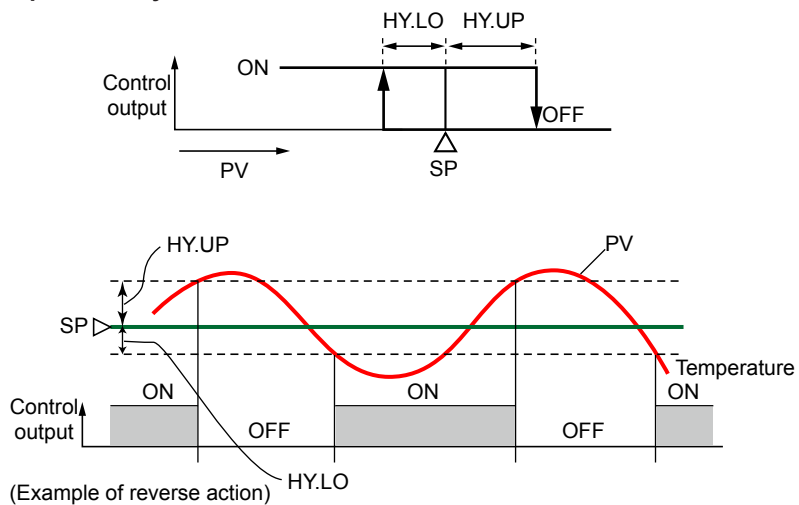 HY.LO
HY.UP
ON
Control
output
OFF
PV
SP
HY.UP
PV
SP
Temperature
ON
ON
ON
Control
output
OFF
OFF
HY.LO
(Example of reverse action)